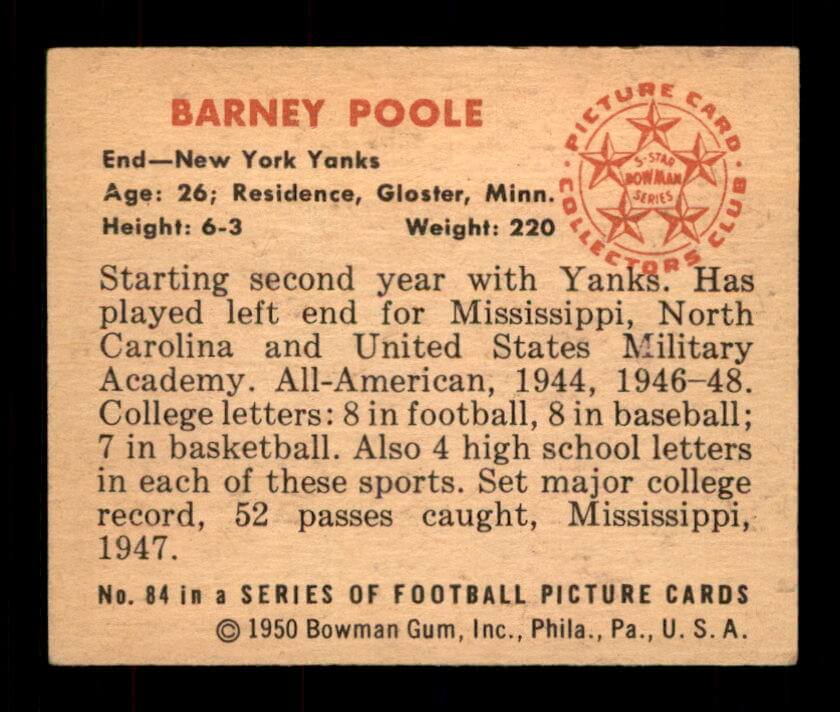 BARNEY POOLE
End—New York Yanks
Age: 26; Residence, Gloster, Minn.
Height: 6-3 Weight: 220
PICTURE CARD
COLLECTORS CLUB
5-STAR
BOWMAN
SERIES
Starting second year with Yanks. Has
played left end for Mississippi, North
Carolina and United States Military
Academy. All-American, 1944, 1946–48.
College letters: 8 in football, 8 in baseball;
7 in basketball. Also 4 high school letters
in each of these sports. Set major college
record, 52 passes caught, Mississippi,
1947.
No. 84 in a SERIES OF FOOTBALL PICTURE CARDS
© 1950 Bowman Gum, Inc., Phila., Pa., U. S. A.